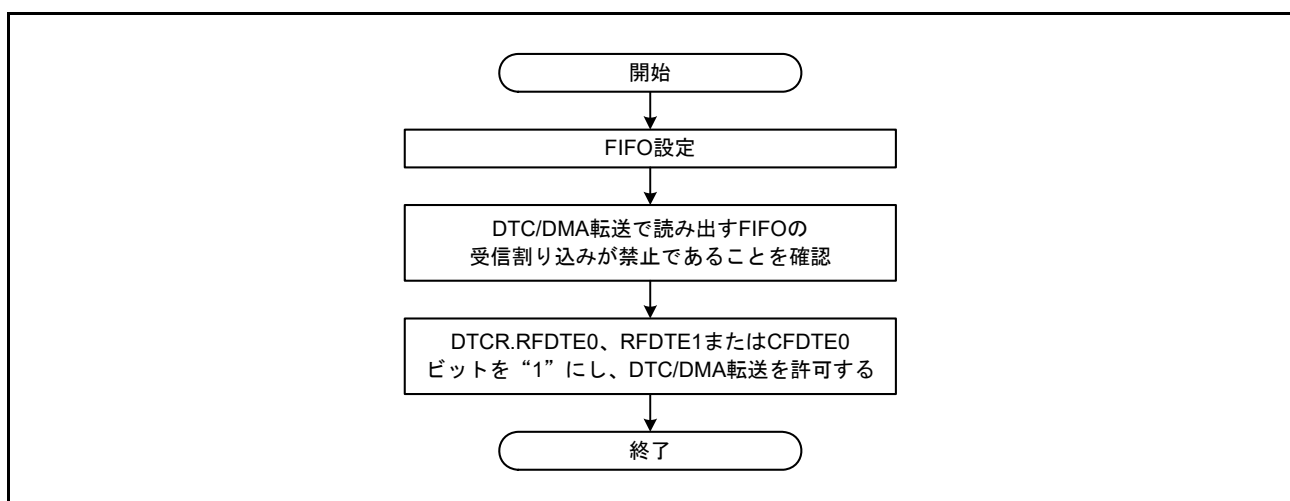 開始
FIFO設定
DTC/DMA転送で読み出すFIFOの
受信割り込みが禁止であることを確認
DTCR.RFDTE0、RFDTE1またはCFDTE0
ビットを“1”にし、DTC/DMA転送を許可する
終了